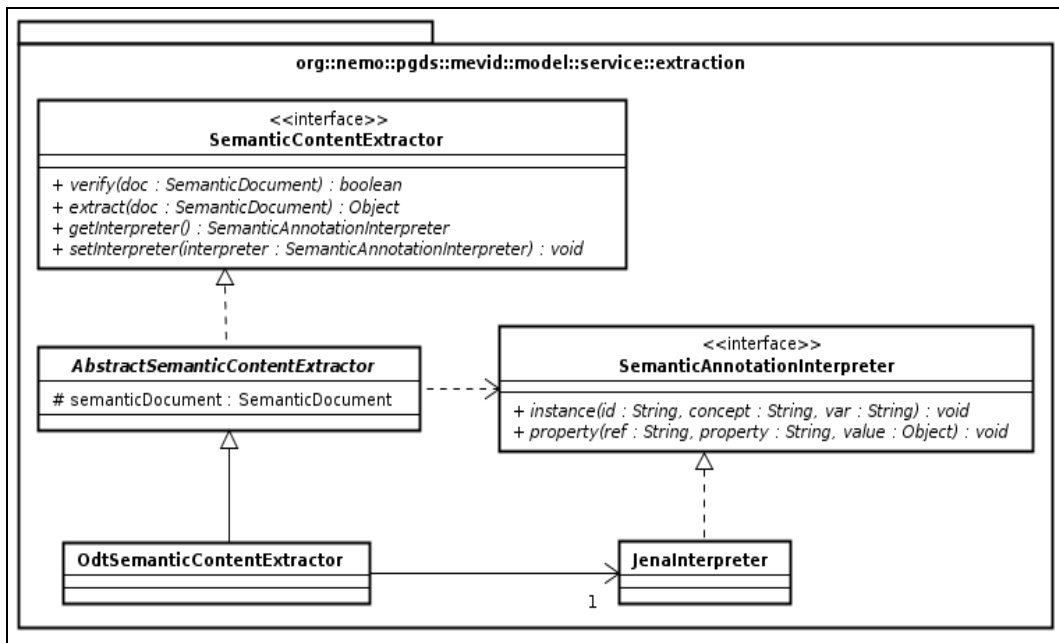 org::nemo::pgds::mevid::model::service::extraction
<<interface>>
SemanticContentExtractor
+ verify(doc : SemanticDocument) : boolean
+ extract(doc : SemanticDocument) : Object
+ getInterpreter() : SemanticAnnotationInterpreter
+ setInterpreter(interpreter : SemanticAnnotationInterpreter) : void
AbstractSemanticContentExtractor
# semanticDocument : SemanticDocument
<<interface>>
SemanticAnnotationInterpreter
+ instance(id : String, concept : String, var : String) : void
+ property(ref : String, property : String, value : Object) : void
OdtSemanticContentExtractor
1
JenaInterpreter